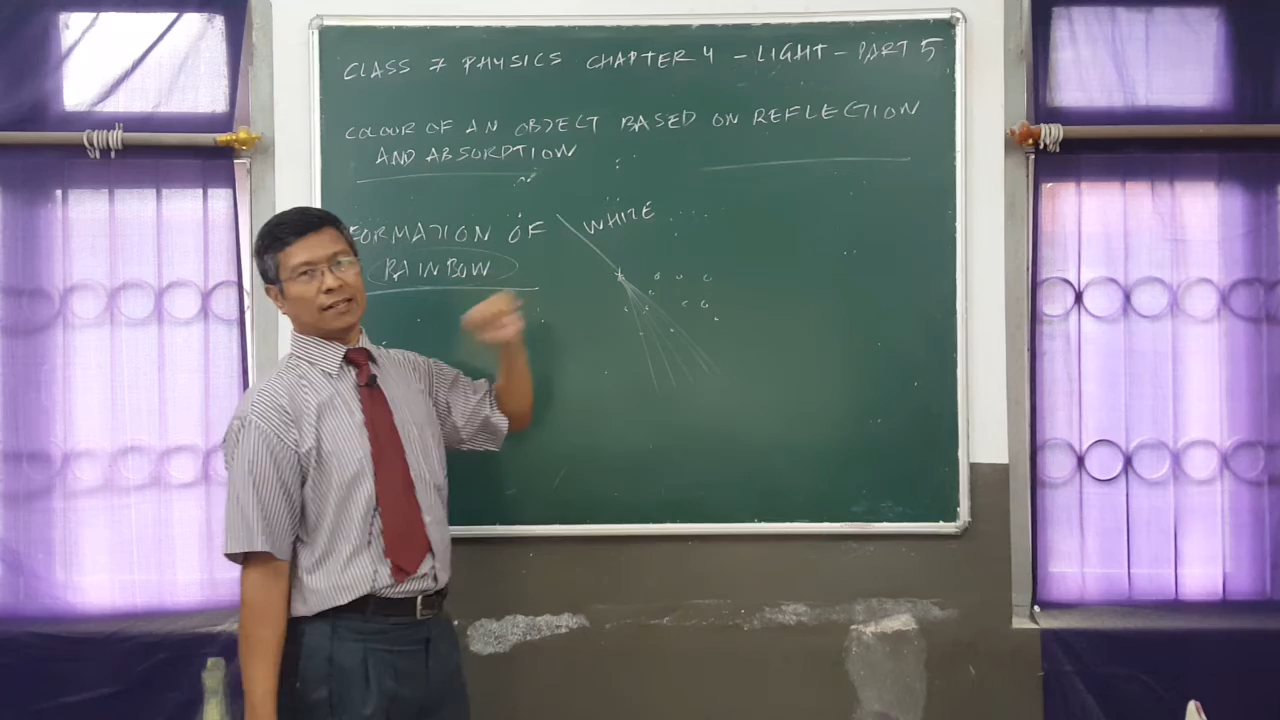 CLASS 7 PHYSICS CHAPTER 4 - LIGHT - PART 5
COLOUR OF AN OBJECT BASED ON REFLECTION
AND ABSORPTION
FORMATION OF
RAINBOW
WHITE